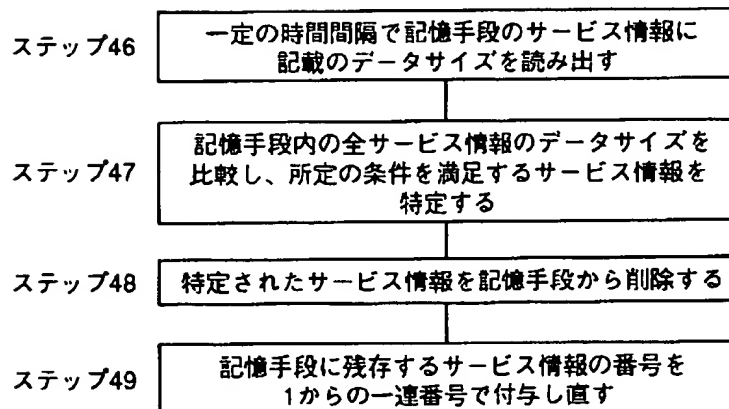 ステップ46
一定の時間間隔で記憶手段のサービス情報に
記載のデータサイズを読み出す
ステップ47
記憶手段内の全サービス情報のデータサイズを
比較し、所定の条件を満足するサービス情報を
特定する
ステップ48
特定されたサービス情報を記憶手段から削除する
ステップ49
記憶手段に残存するサービス情報の番号を
1からの一連番号で付与し直す